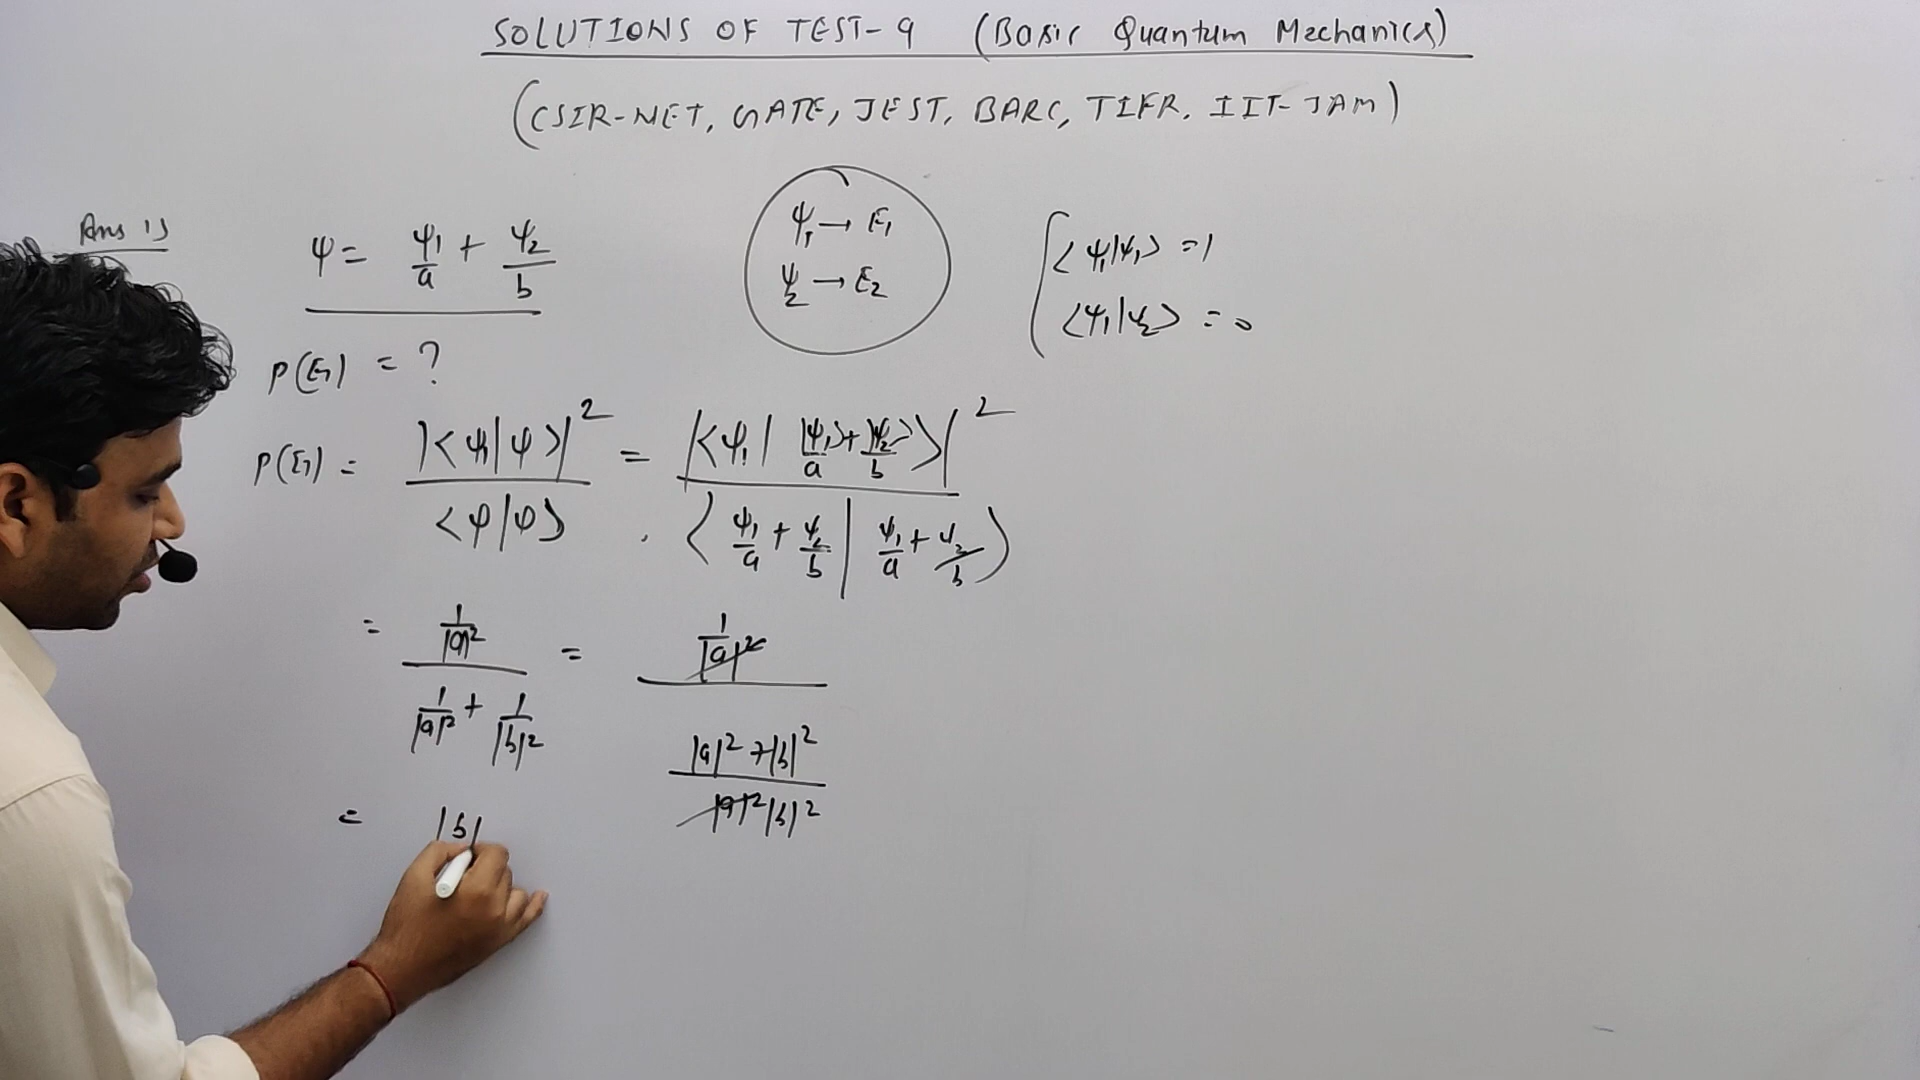 SOLUTIONS OF TEST-9 (Basic Quantum Mechanics)
(CSIR-NET, GATE, JEST, BARC, TIFR, IIT-JAM)
Ans 1)
ψ = ψ1/a + ψ2/b
ψ1 → E1
ψ2 → E2
⟨ψ1|ψ1⟩ = 1
⟨ψ1|ψ2⟩ = 0
P(E1) = ?
P(E1) = |⟨ψ1|ψ⟩|² / ⟨ψ|ψ⟩ = |⟨ψ1| |ψ1⟩/a + |ψ2⟩/b⟩|² / ⟨ψ1/a + ψ2/b | ψ1/a + ψ2/b⟩
= (1/|a|²) / (1/|a|² + 1/|b|²) = (1/|a|²) / ((|a|² + |b|²) / (|a|²|b|²))
= |b|